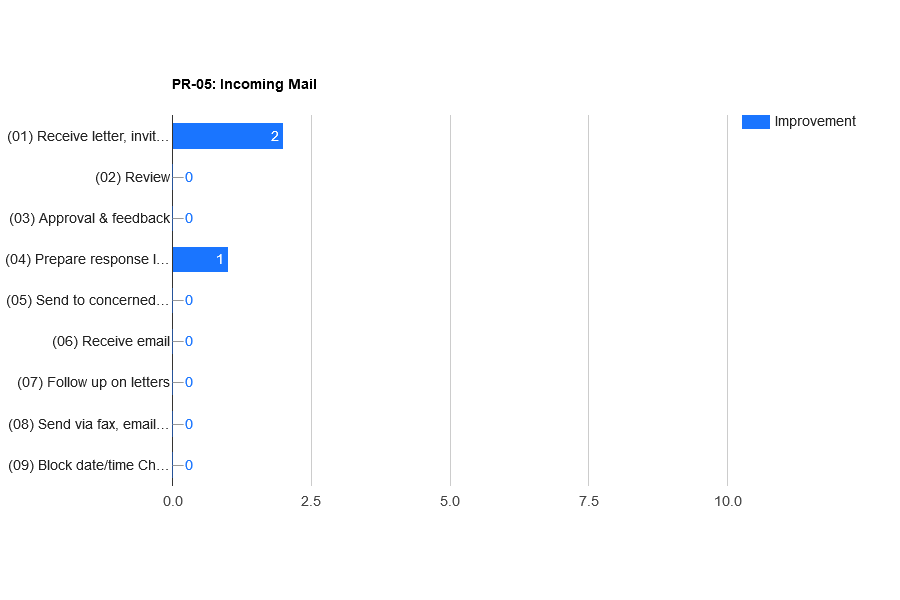 PR-05: Incoming Mail
Improvement
(01) Receive letter, invit...
2
(02) Review
0
(03) Approval & feedback
0
(04) Prepare response l...
1
(05) Send to concerned...
0
(06) Receive email
0
(07) Follow up on letters
0
(08) Send via fax, email...
0
(09) Block date/time Ch...
0
0.0 2.5 5.0 7.5 10.0